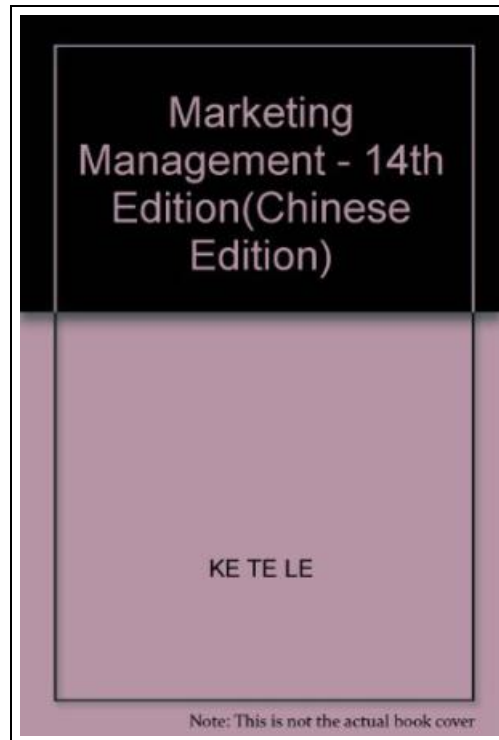 Marketing
Management - 14th
Edition(Chinese
Edition)
KE TE LE
Note: This is not the actual book cover